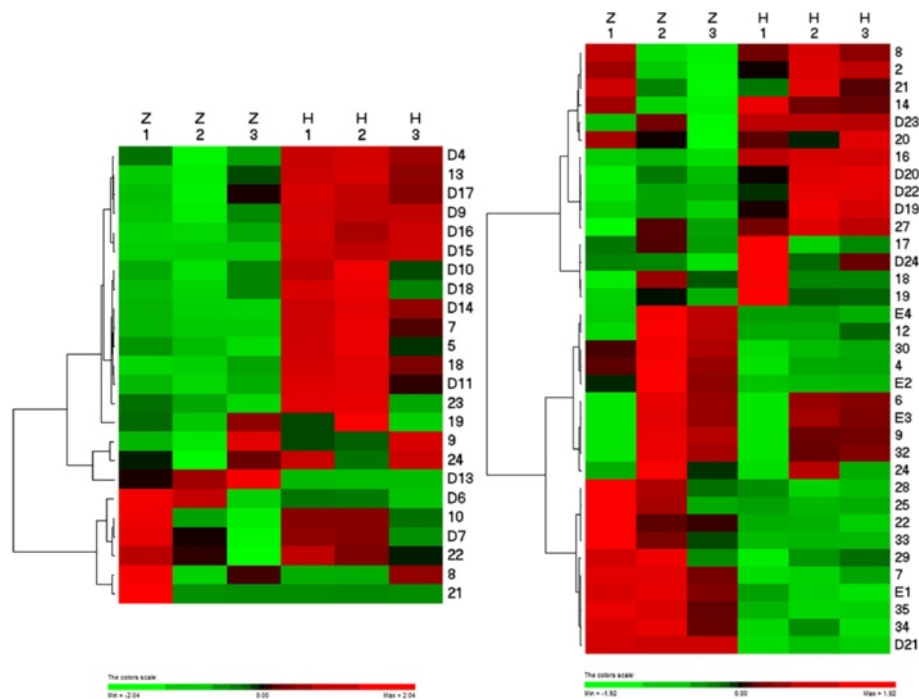 Z Z Z H H H
1 2 3 1 2 3
D4
13
D17
D9
D16
D15
D10
D18
D14
7
5
18
D11
23
19
9
24
D13
D6
10
D7
22
8
21
The colors scale:
Min = -2.04 0.00 Max = 2.04
Z Z Z H H H
1 2 3 1 2 3
8
2
21
14
D23
20
16
D20
D22
D19
27
17
D24
18
19
E4
12
30
4
E2
6
E3
9
32
24
28
25
22
33
29
7
E1
35
34
D21
The colors scale:
Min = -1.92 0.00 Max = 1.92